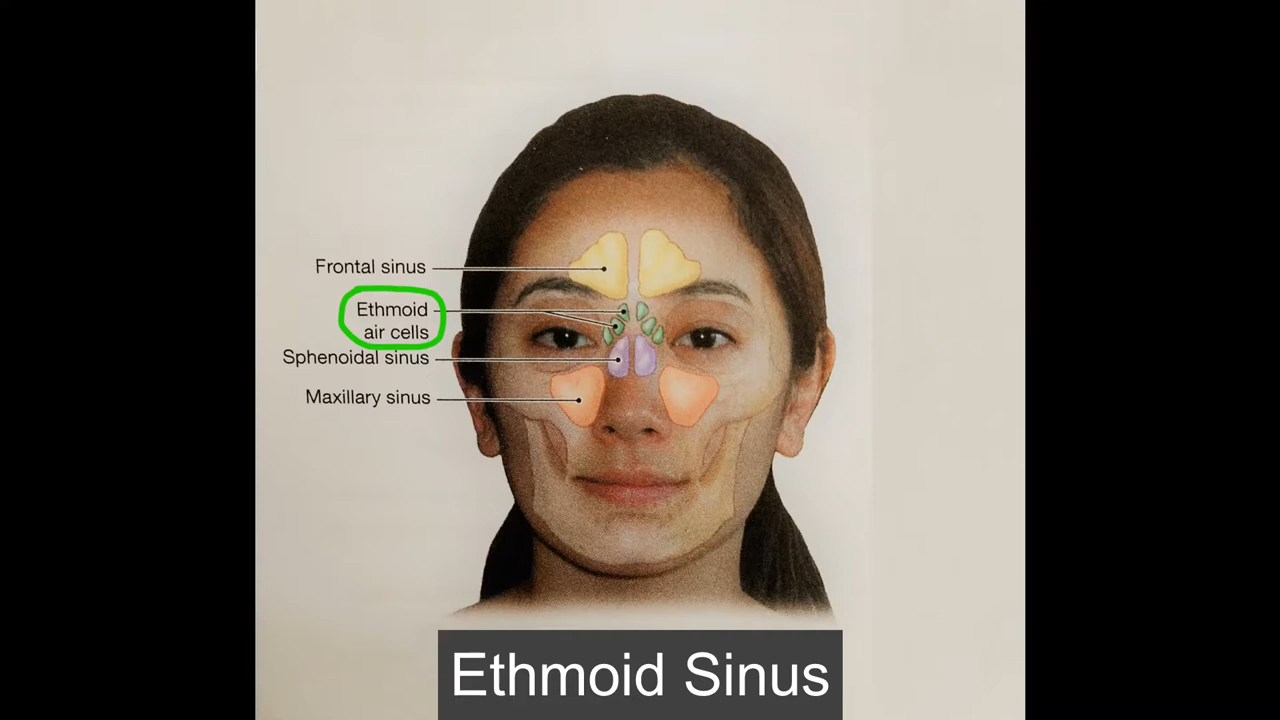 Frontal sinus
Ethmoid
air cells
Sphenoidal sinus
Maxillary sinus
Ethmoid Sinus